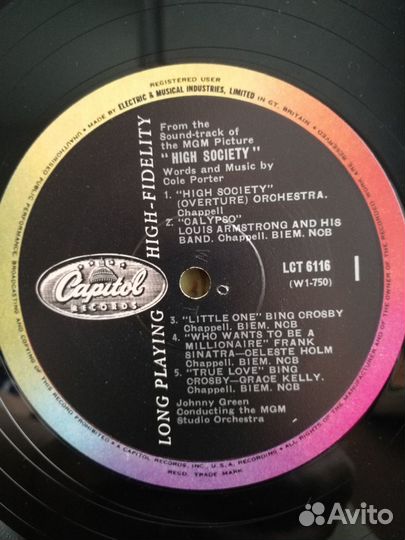 REGISTERED USER
MADE BY ELECTRIC & MUSICAL INDUSTRIES, LIMITED IN GT. BRITAIN.
UNAUTHORISED PUBLIC PERFORMANCE, BROADCASTING AND COPYING OF THIS RECORD PROHIBITED
ALL RIGHTS OF THE MANUFACTURER AND OF THE OWNER OF THE RECORDED WORK ARE RESERVED
A CAPITOL RECORDS, INC., U.S.A. RECORDING
REGD. TRADE MARK
LONG PLAYING HIGH-FIDELITY
Capitol
RECORDS
From the
Sound-track of
the MGM Picture
"HIGH SOCIETY"
Words and Music by
Cole Porter
1. "HIGH SOCIETY"
(OVERTURE) ORCHESTRA.
Chappell
2. "CALYPSO"
LOUIS ARMSTRONG AND HIS
BAND. Chappell. BIEM. NCB
LCT 6116
(W1-750)
1
3. "LITTLE ONE" BING CROSBY
Chappell. BIEM. NCB
4. "WHO WANTS TO BE A
MILLIONAIRE" FRANK
SINATRA—CELESTE HOLM
Chappell. BIEM. NCB
5. "TRUE LOVE" BING
CROSBY—GRACE KELLY.
Chappell. BIEM. NCB
Johnny Green
Conducting the MGM
Studio Orchestra
Avito